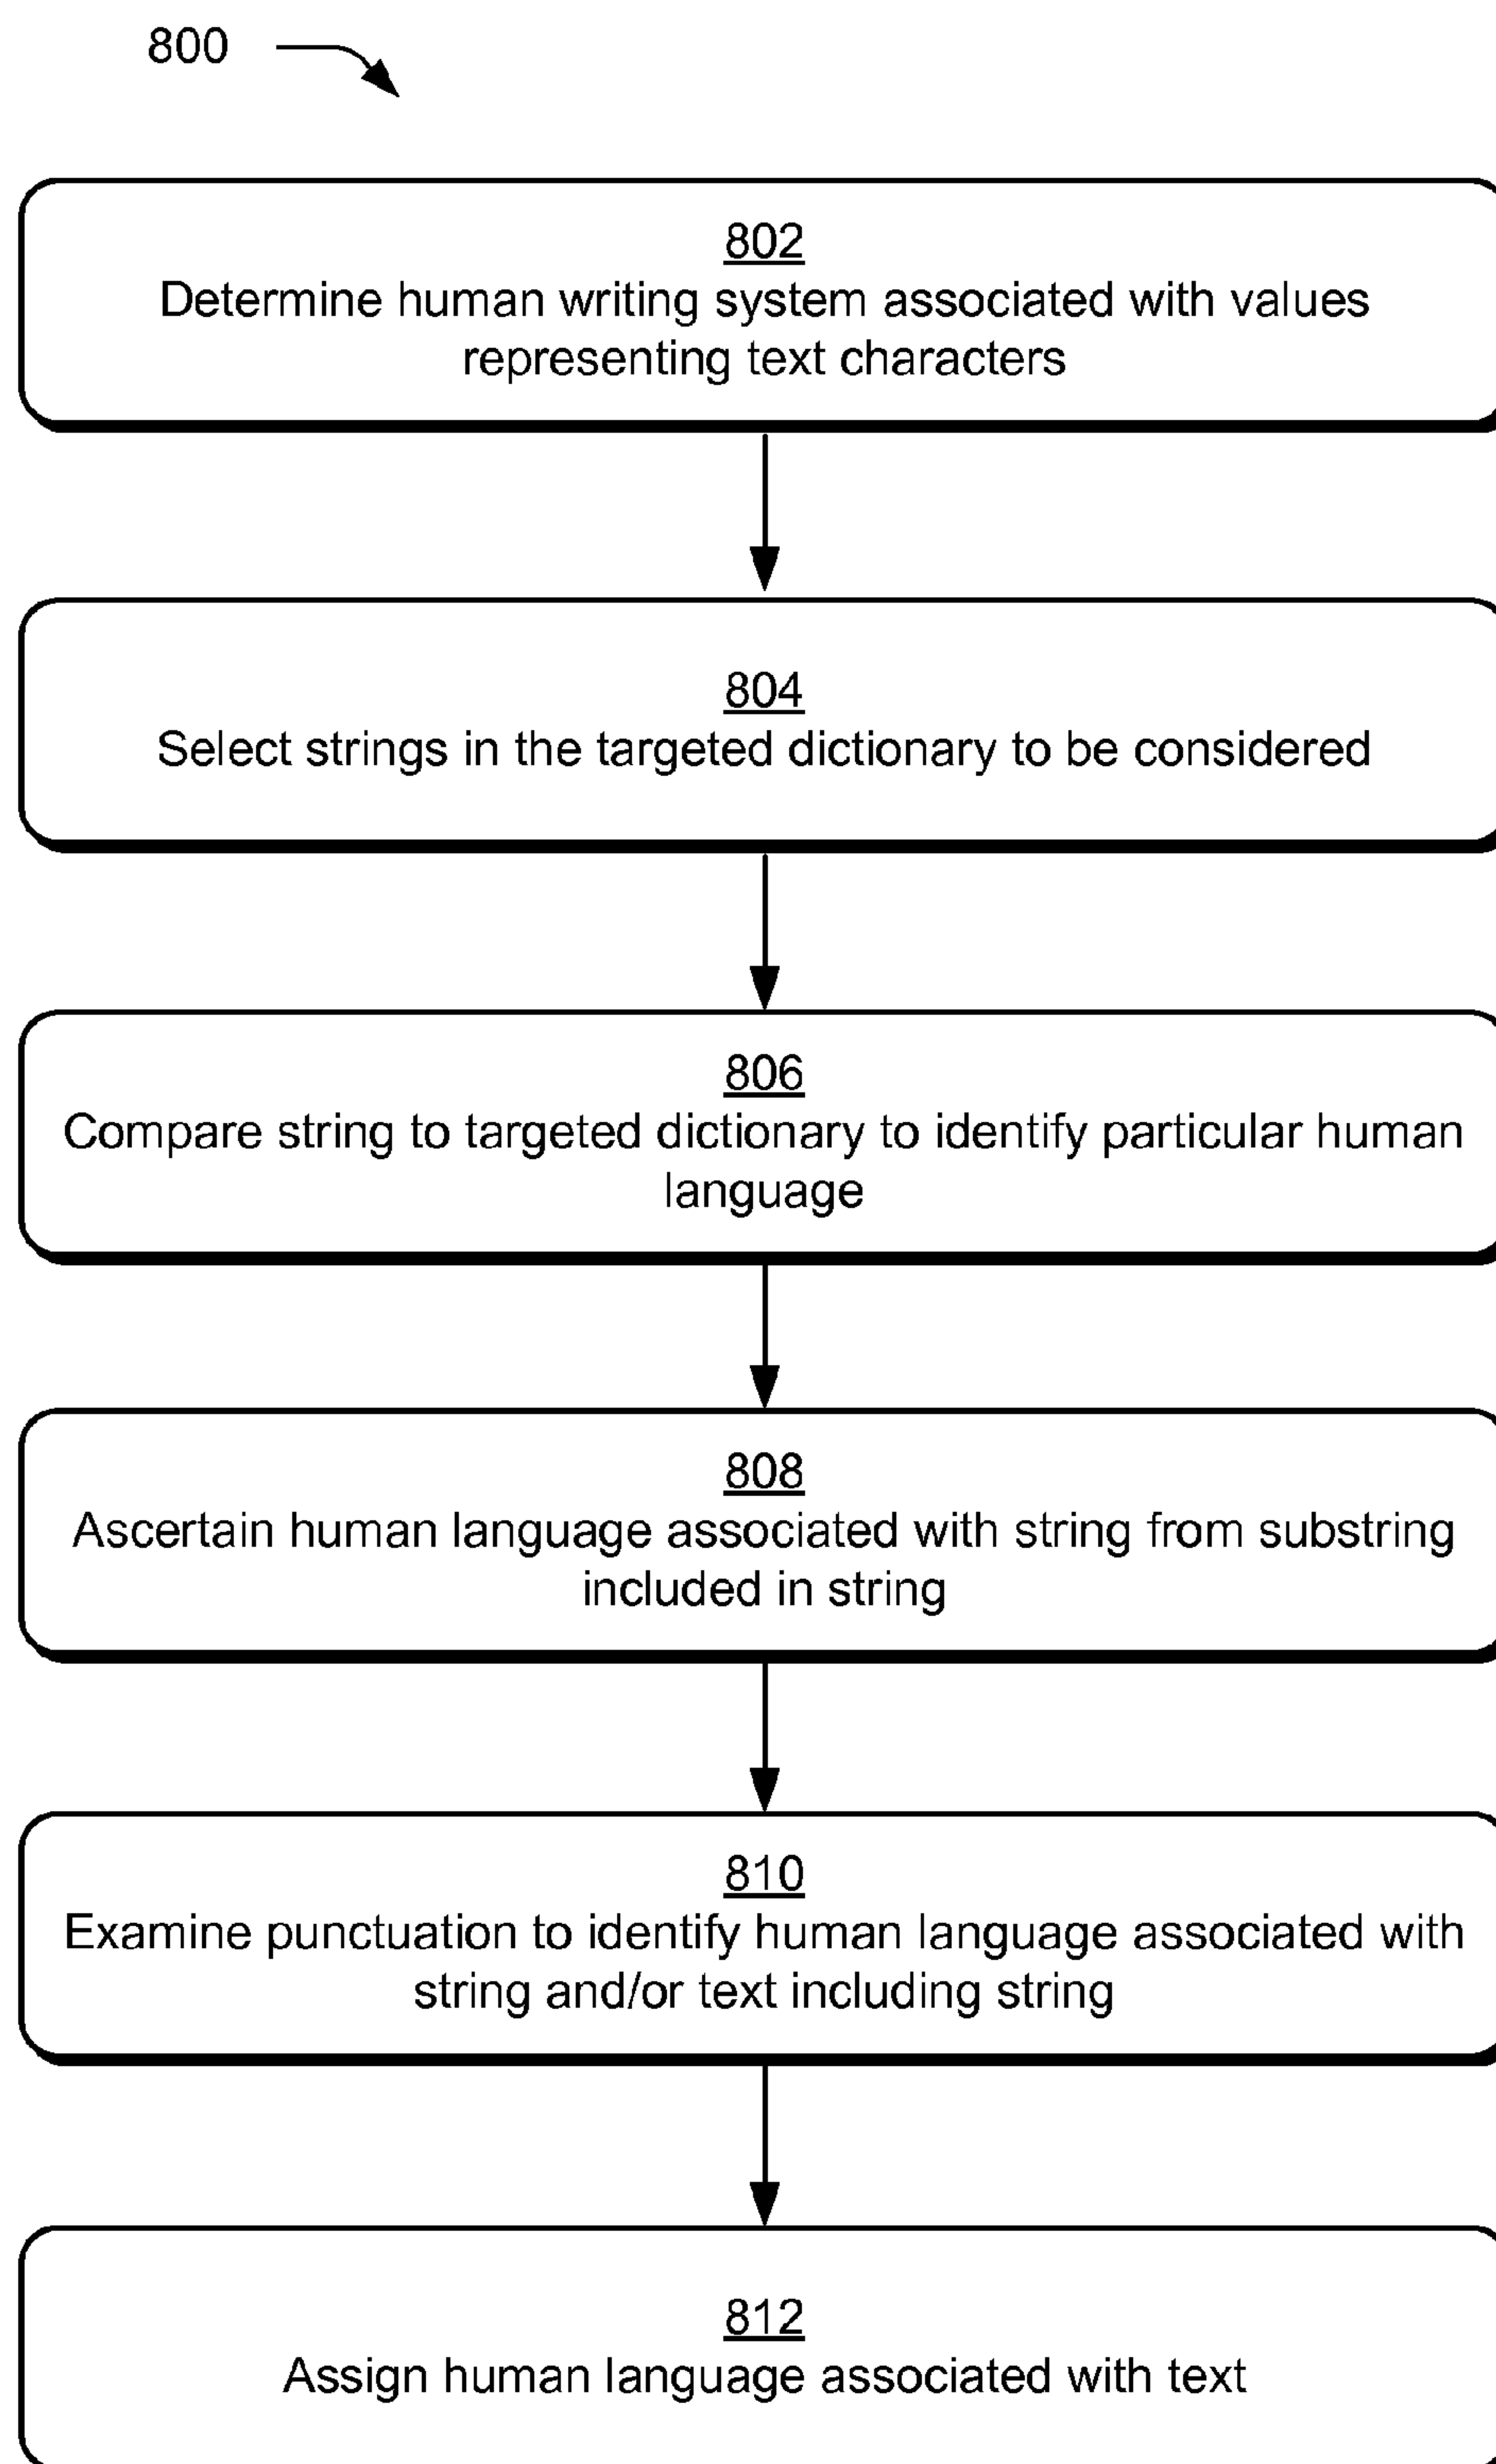 800
802
Determine human writing system associated with values
representing text characters
804
Select strings in the targeted dictionary to be considered
806
Compare string to targeted dictionary to identify particular human
language
808
Ascertain human language associated with string from substring
included in string
810
Examine punctuation to identify human language associated with
string and/or text including string
812
Assign human language associated with text